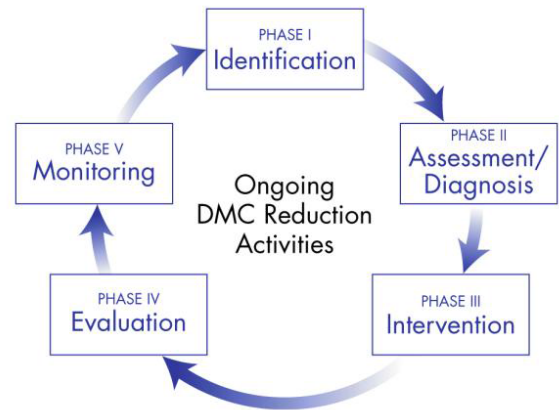 PHASE I
Identification
PHASE II
Assessment/
Diagnosis
PHASE III
Intervention
PHASE IV
Evaluation
PHASE V
Monitoring
Ongoing
DMC Reduction
Activities